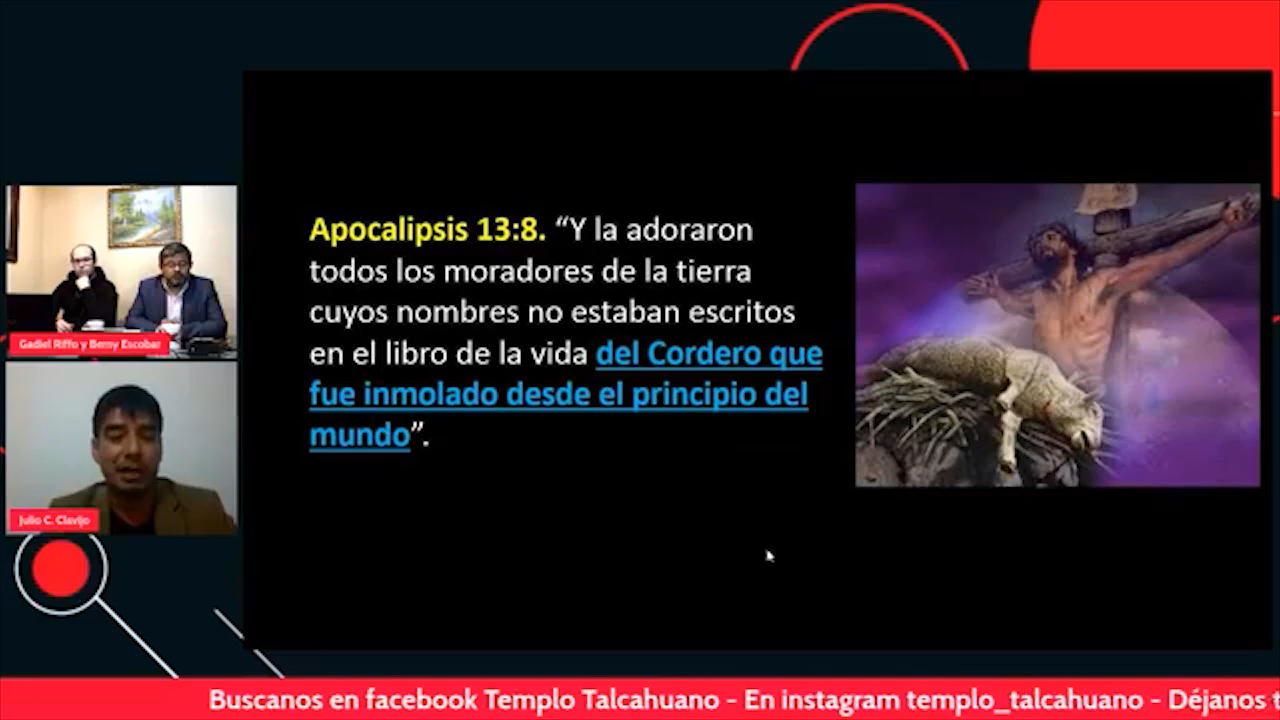 Apocalipsis 13:8. “Y la adoraron
todos los moradores de la tierra
cuyos nombres no estaban escritos
en el libro de la vida del Cordero que
fue inmolado desde el principio del
mundo”.
Gadiel Riffo y Berny Escobar
Julio C. Clavijo
Buscanos en facebook Templo Talcahuano - En instagram templo_talcahuano - Déjanos t